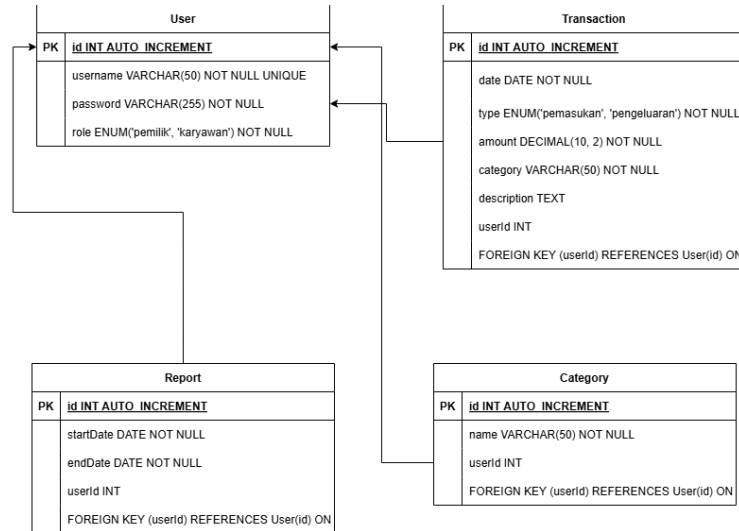 User
PK id INT AUTO_INCREMENT
username VARCHAR(50) NOT NULL UNIQUE
password VARCHAR(255) NOT NULL
role ENUM('pemilik', 'karyawan') NOT NULL
Transaction
PK id INT AUTO_INCREMENT
date DATE NOT NULL
type ENUM('pemasukan', 'pengeluaran') NOT NULL
amount DECIMAL(10, 2) NOT NULL
category VARCHAR(50) NOT NULL
description TEXT
userId INT
FOREIGN KEY (userId) REFERENCES User(id) ON
Report
PK id INT AUTO_INCREMENT
startDate DATE NOT NULL
endDate DATE NOT NULL
userId INT
FOREIGN KEY (userId) REFERENCES User(id) ON
Category
PK id INT AUTO_INCREMENT
name VARCHAR(50) NOT NULL
userId INT
FOREIGN KEY (userId) REFERENCES User(id) ON